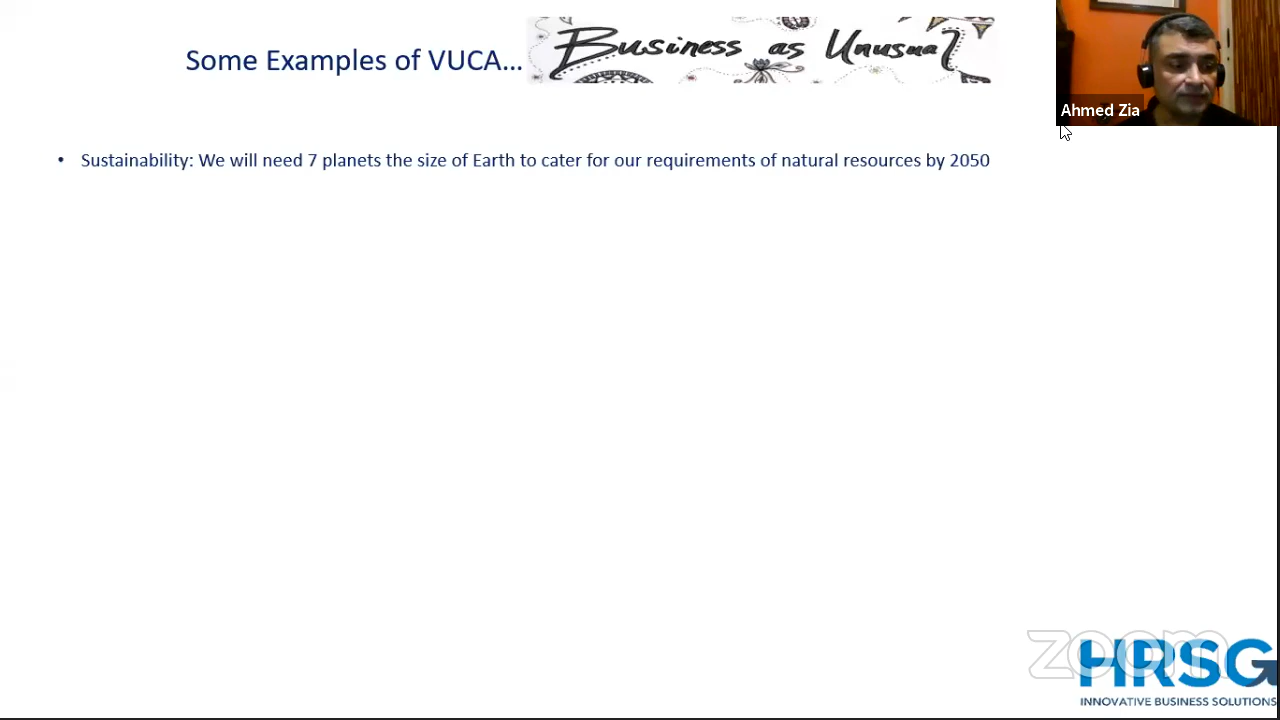 Some Examples of VUCA...
Business as Unusual
Ahmed Zia
• Sustainability: We will need 7 planets the size of Earth to cater for our requirements of natural resources by 2050
zoom
HRSG
INNOVATIVE BUSINESS SOLUTIONS